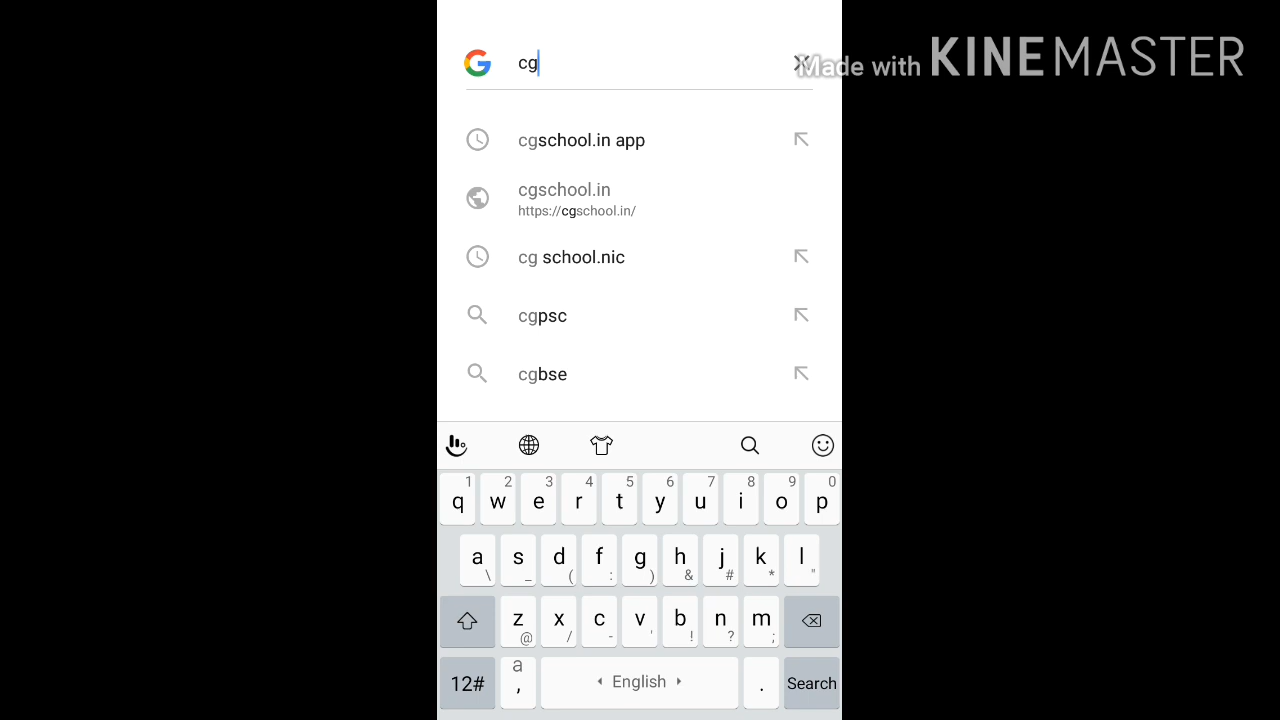 cg
Made with KINEMASTER
cgschool.in app
cgschool.in
https://cgschool.in/
cg school.nic
cgpsc
cgbse
1 2 3 4 5 6 7 8 9 0
q w e r t y u i o p
a s d f g h j k l
\ _ ( : ) & # * "
z x c v b n m
@ / - ' ! ? ;
12# a , English . Search